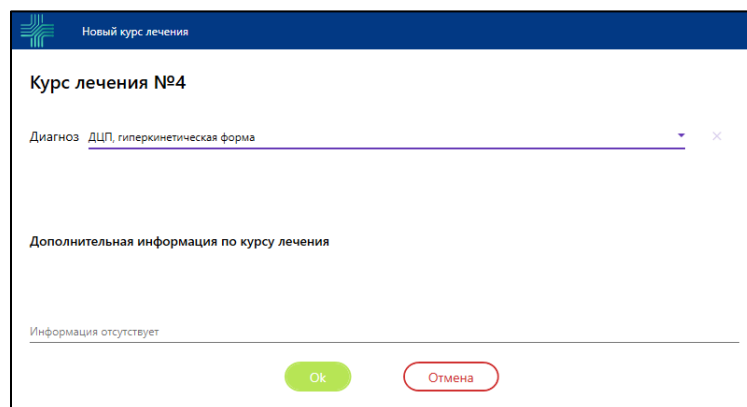 Новый курс лечения
Курс лечения №4
Диагноз ДЦП, гиперкинетическая форма
Дополнительная информация по курсу лечения
Информация отсутствует
Ok Отмена